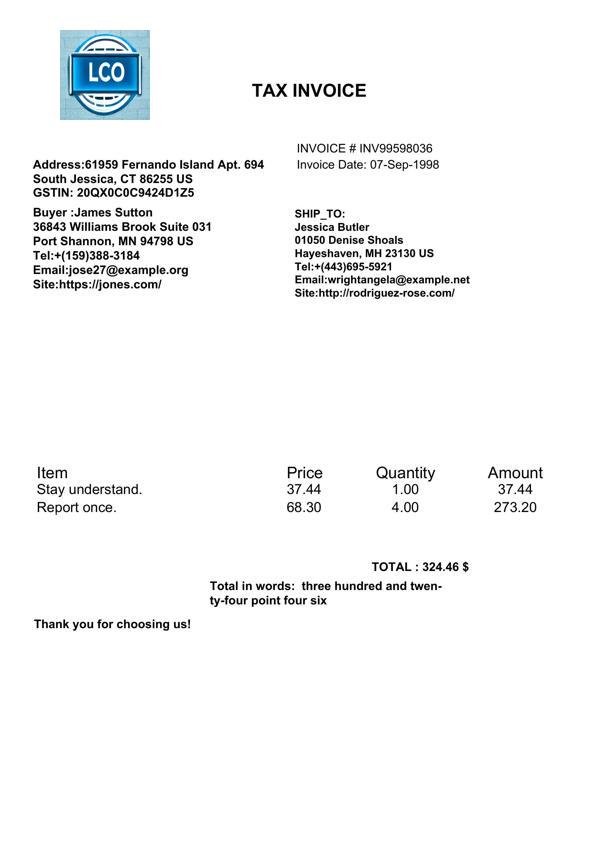 LCO
TAX INVOICE
INVOICE # INV99598036
Invoice Date: 07-Sep-1998
Address:61959 Fernando Island Apt. 694
South Jessica, CT 86255 US
GSTIN: 20QX0C0C9424D1Z5
Buyer :James Sutton
36843 Williams Brook Suite 031
Port Shannon, MN 94798 US
Tel:+(159)388-3184
Email:jose27@example.org
Site:https://jones.com/
SHIP_TO:
Jessica Butler
01050 Denise Shoals
Hayeshaven, MH 23130 US
Tel:+(443)695-5921
Email:wrightangela@example.net
Site:http://rodriguez-rose.com/
Item Price Quantity Amount
Stay understand. 37.44 1.00 37.44
Report once. 68.30 4.00 273.20
TOTAL : 324.46 $
Total in words: three hundred and twen-
ty-four point four six
Thank you for choosing us!